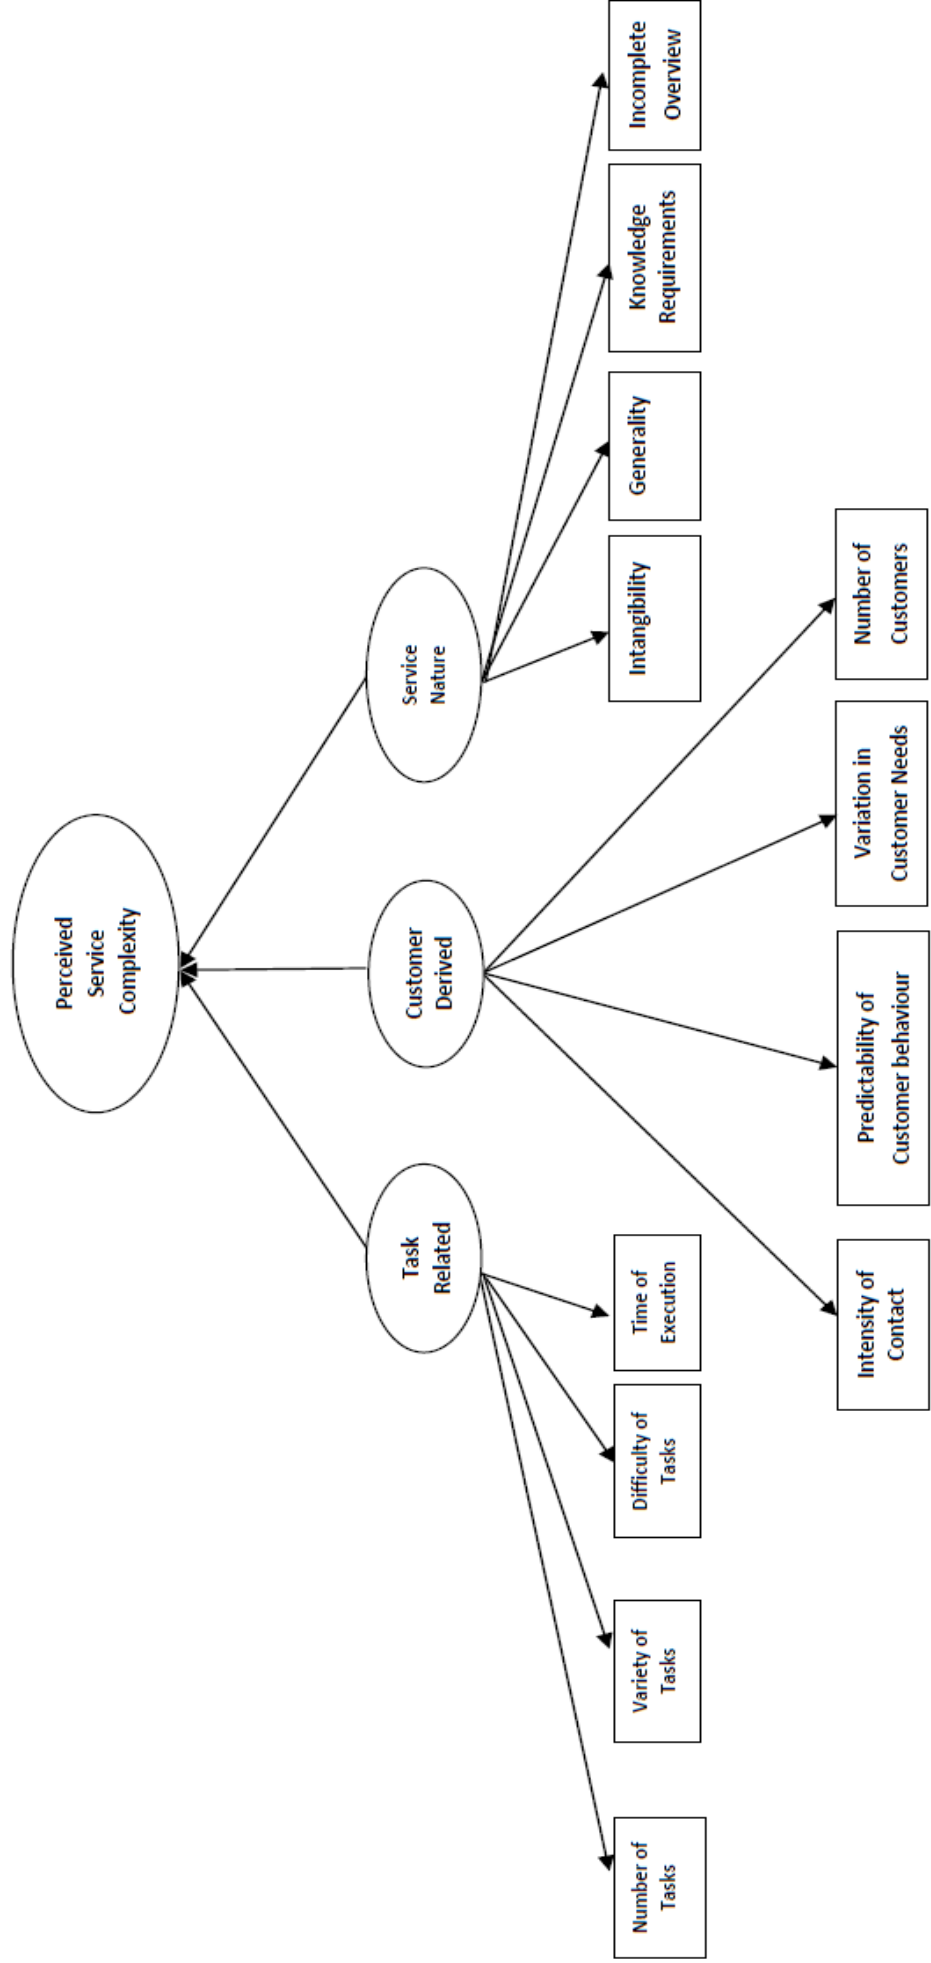 Perceived
Service
Complexity
Task
Related
Customer
Derived
Service
Nature
Number of
Tasks
Variety of
Tasks
Difficulty of
Tasks
Time of
Execution
Intangibility
Generality
Knowledge
Requirements
Incomplete
Overview
Intensity of
Contact
Predictability of
Customer behaviour
Variation in
Customer Needs
Number of
Customers